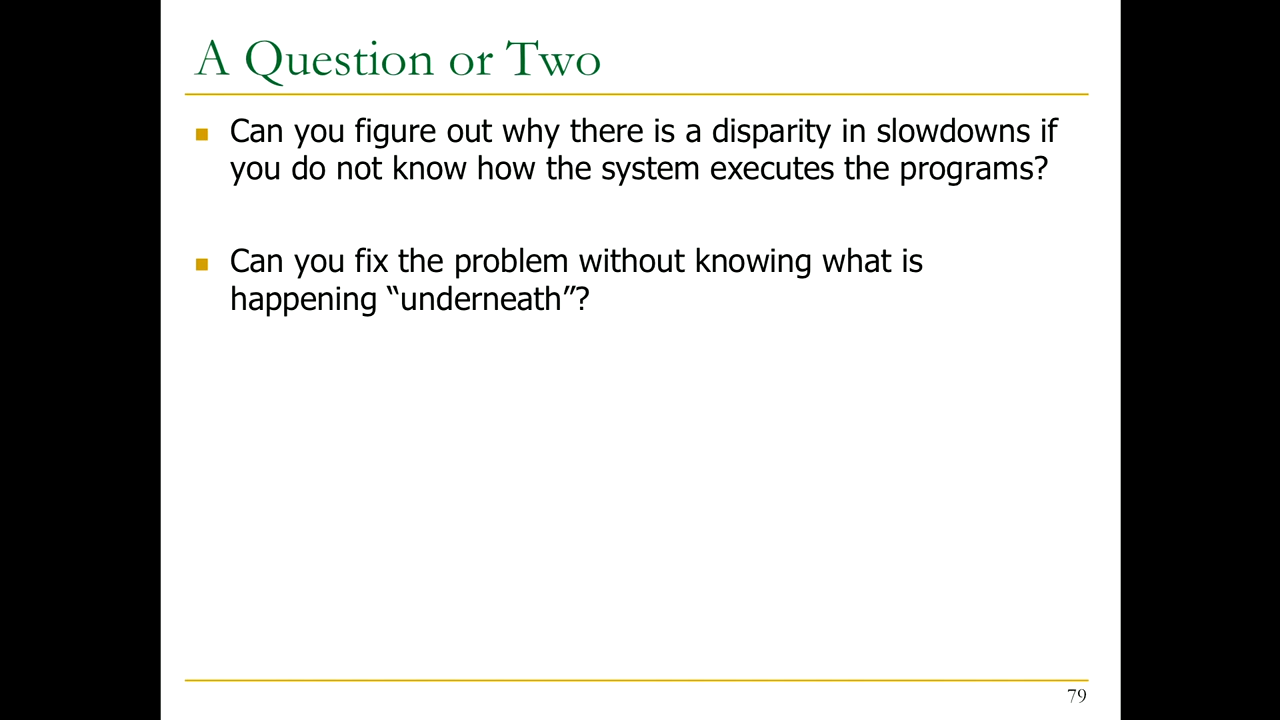 A Question or Two
Can you figure out why there is a disparity in slowdowns if
you do not know how the system executes the programs?
Can you fix the problem without knowing what is
happening “underneath”?
79